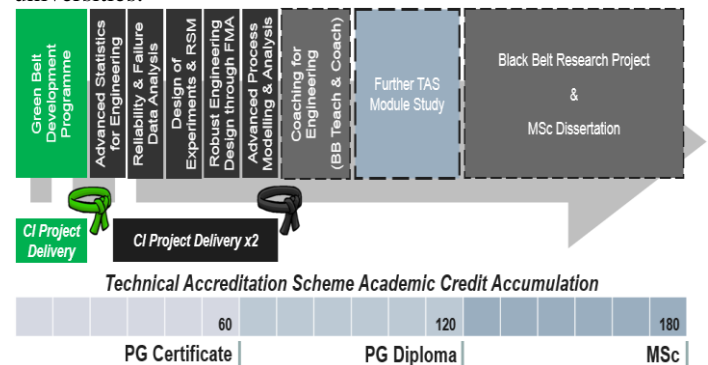 universities.
Green Belt
Development
Programme
Advanced Statistics
for Engineering
Reliability & Failure
Data Analysis
Design of
Experiments & RSM
Robust Engineering
Design through FMA
Advanced Process
Modelling & Analysis
Coaching for
Engineering
(BB Teach & Coach)
Further TAS
Module Study
Black Belt Research Project
&
MSc Dissertation
CI Project
Delivery
CI Project Delivery x2
Technical Accreditation Scheme Academic Credit Accumulation
60
120
180
PG Certificate
PG Diploma
MSc